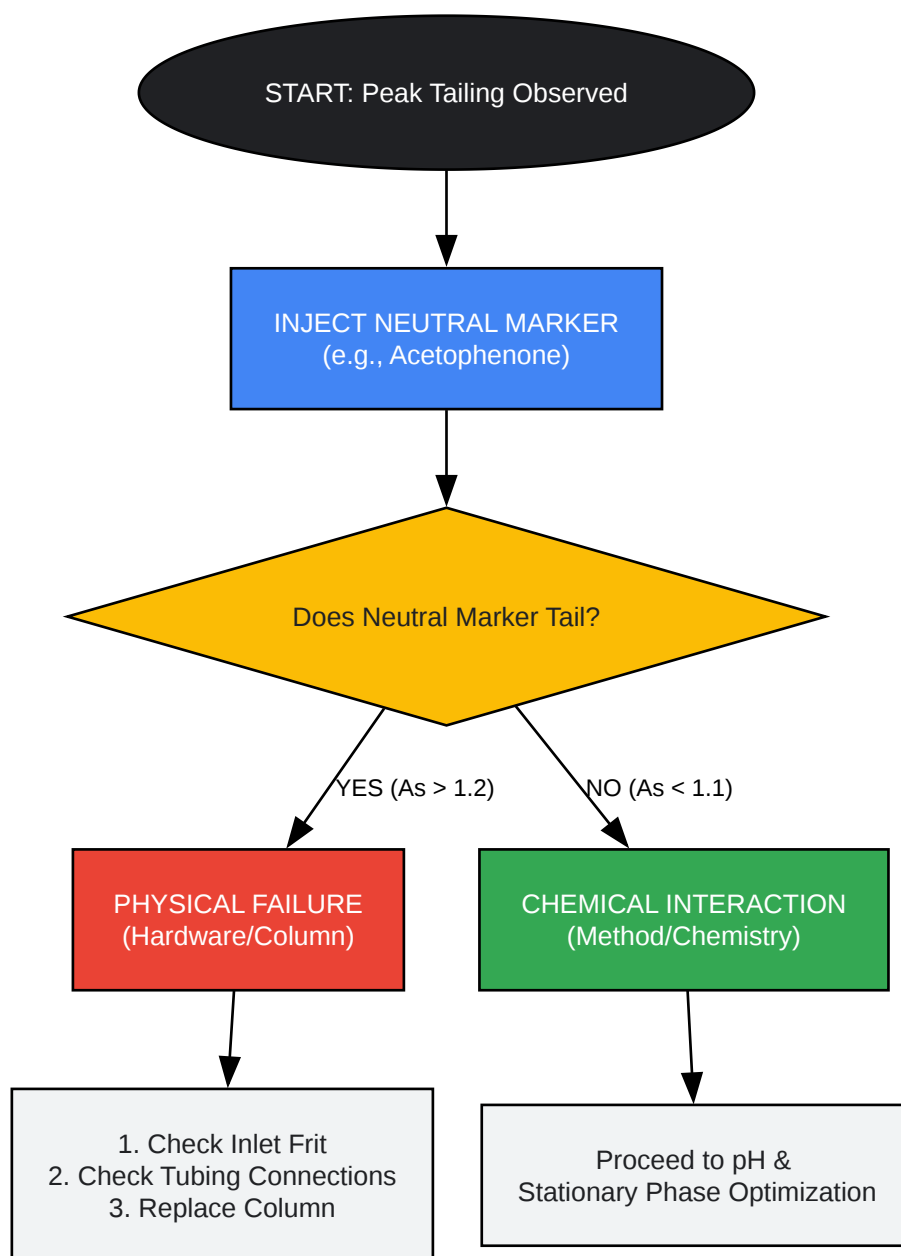 START: Peak Tailing Observed
INJECT NEUTRAL MARKER
(e.g., Acetophenone)
Does Neutral Marker Tail?
YES (As > 1.2)
NO (As < 1.1)
PHYSICAL FAILURE
(Hardware/Column)
CHEMICAL INTERACTION
(Method/Chemistry)
1. Check Inlet Frit
2. Check Tubing Connections
3. Replace Column
Proceed to pH &
Stationary Phase Optimization